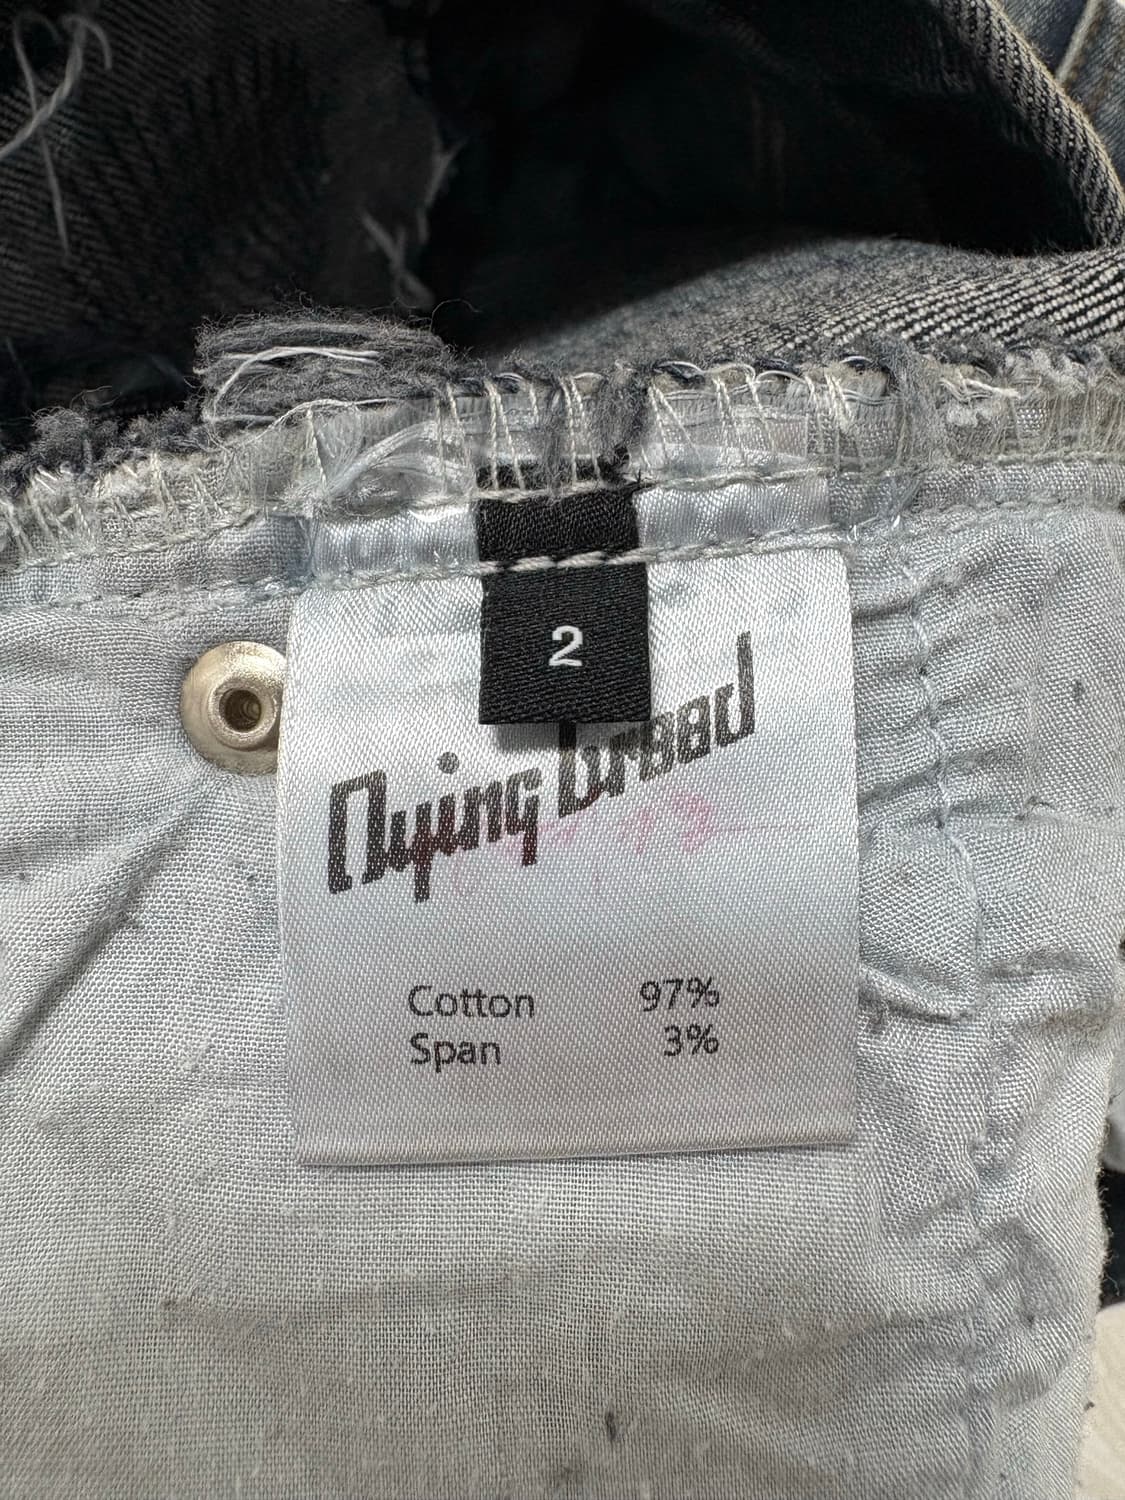 2
Flying bread
Cotton 97%
Span 3%